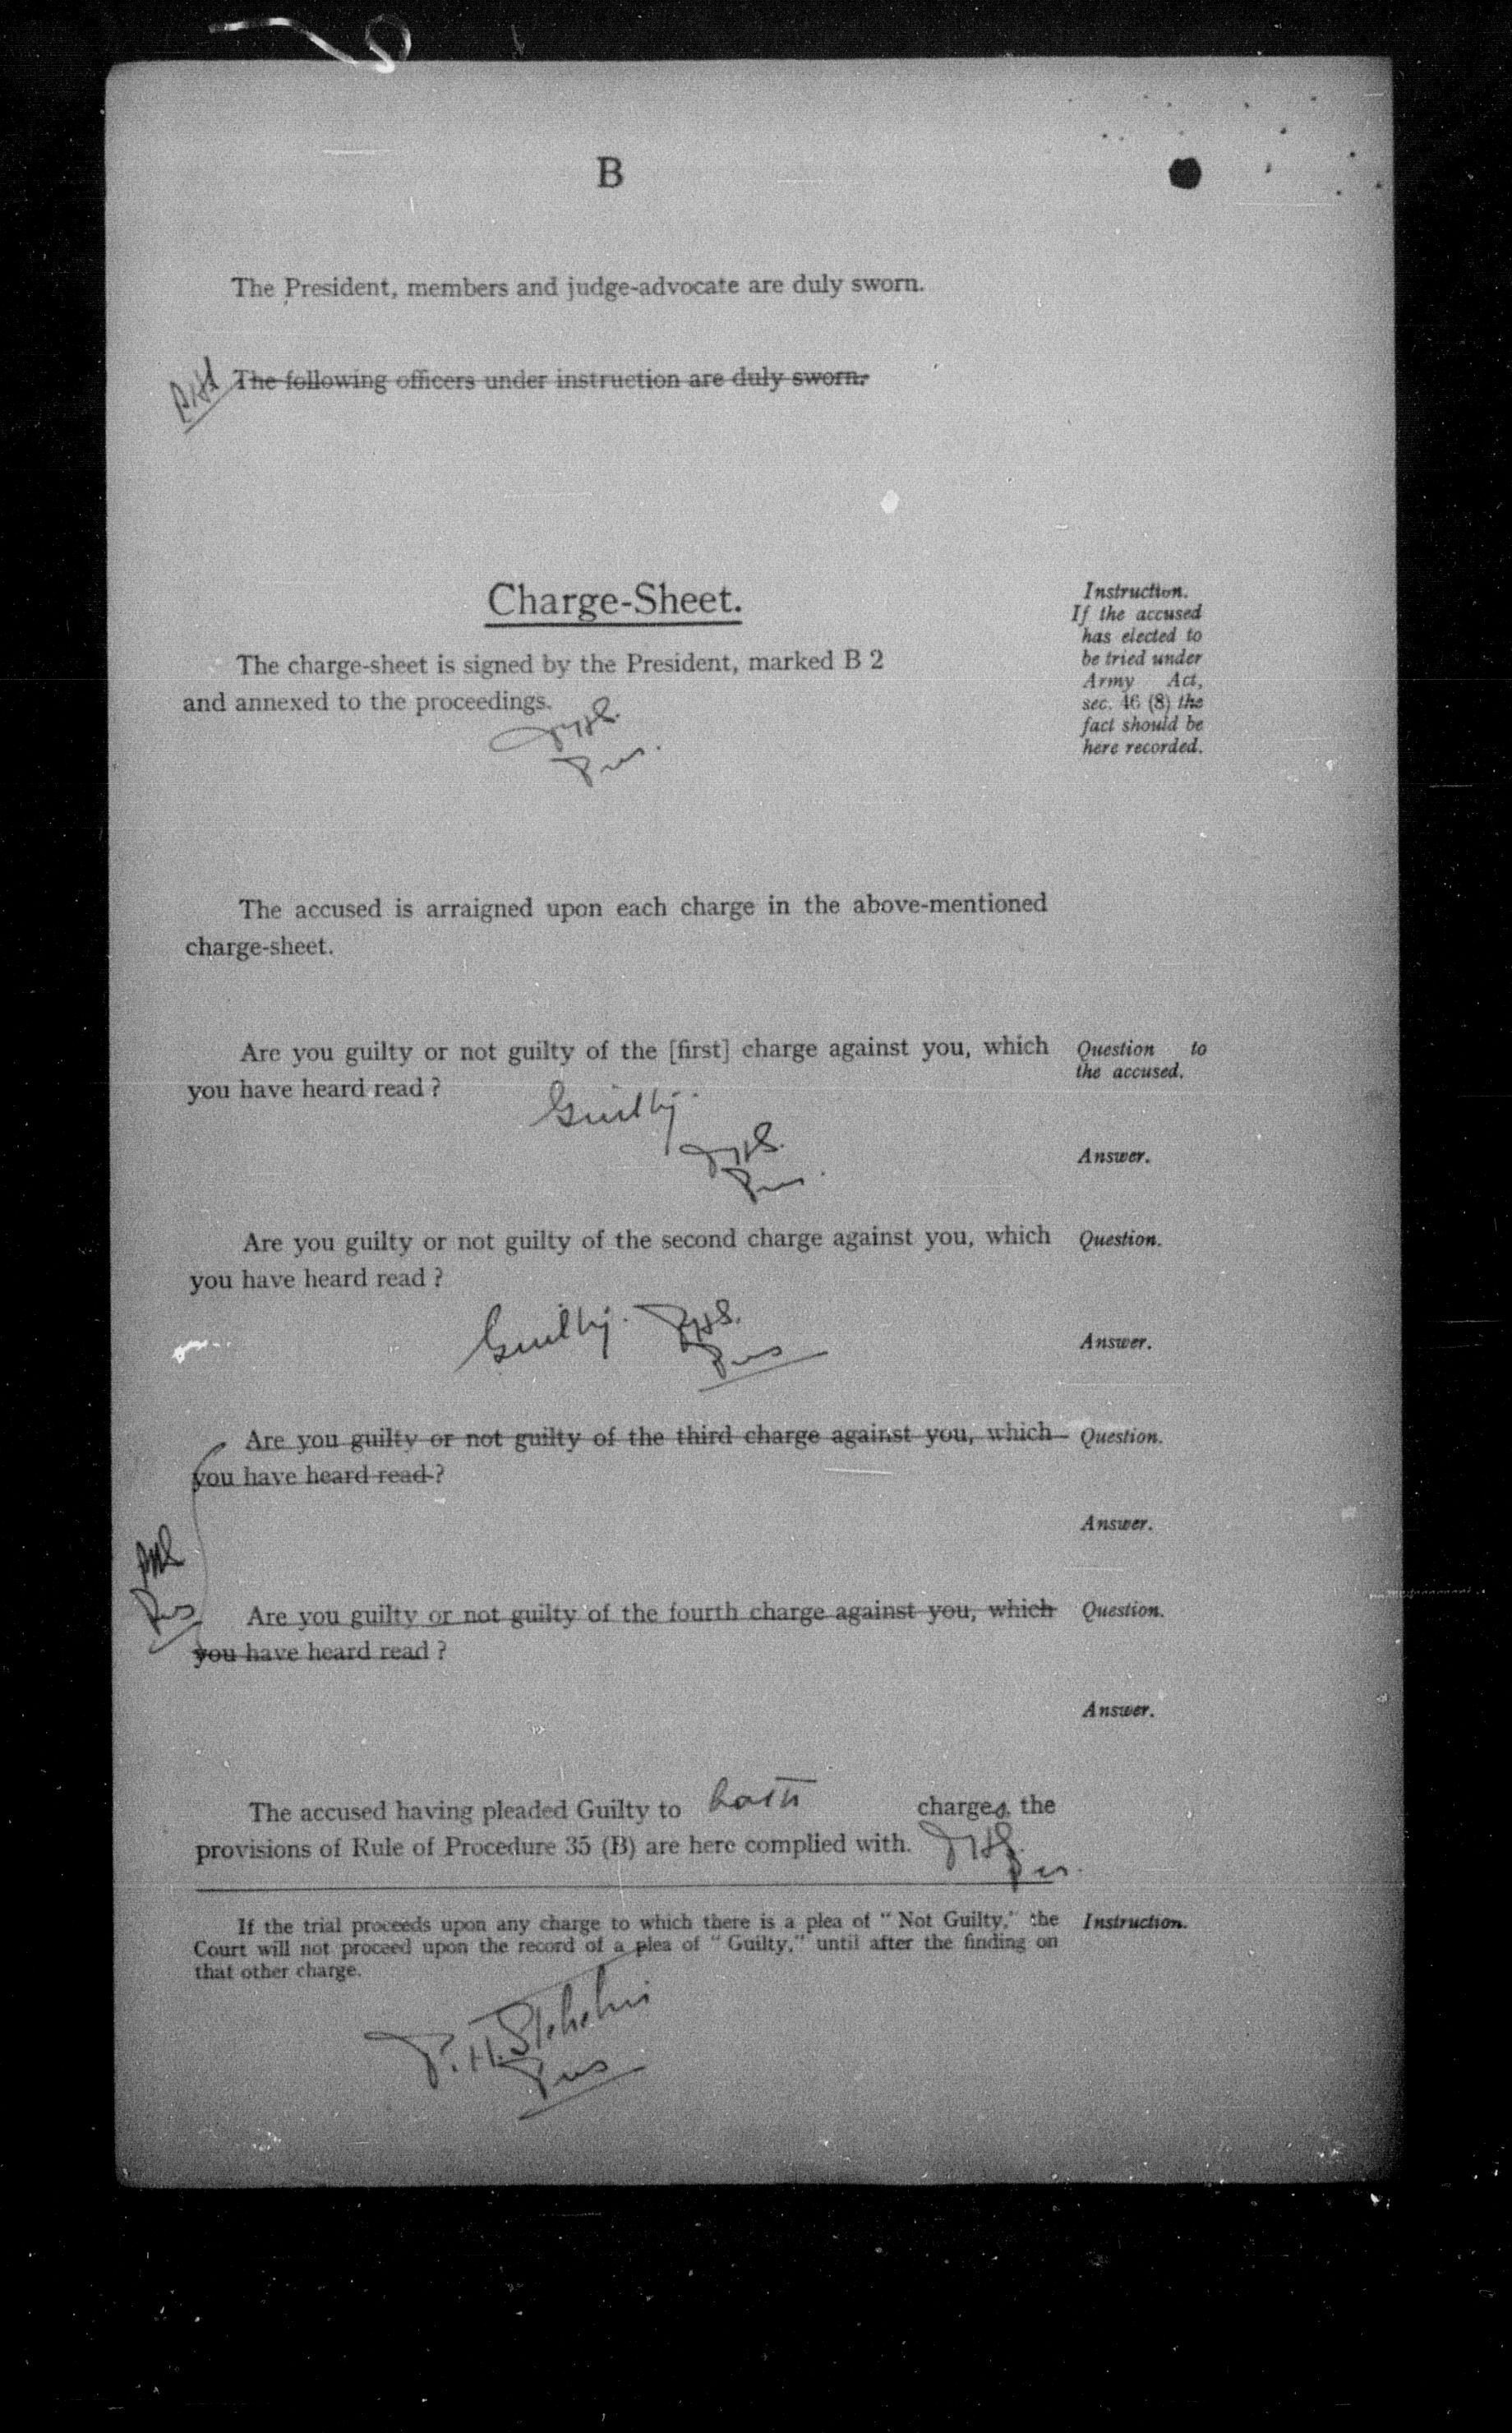 B
The President, members and judge-advocate are duly sworn.
The following officers under instruction are duly sworn.
Charge-Sheet.
The charge-sheet is signed by the President, marked B 2
and annexed to the proceedings.
Instruction.
If the accused
has elected to
be tried under
Army Act,
sec. 46 (8) the
fact should be
here recorded.
Pres.
The accused is arraigned upon each charge in the above-mentioned
charge-sheet.
Are you guilty or not guilty of the [first] charge against you, which
you have heard read ?
Question to
the accused.
Guilty.
Pres.
Answer.
Are you guilty or not guilty of the second charge against you, which
you have heard read ?
Question.
Guilty.
Pres
Answer.
Are you guilty or not guilty of the third charge against you, which
you have heard read ?
Question.
Answer.
Pres
Are you guilty or not guilty of the fourth charge against you, which
you have heard read ?
Question.
Answer.
The accused having pleaded Guilty to both charges, the
provisions of Rule of Procedure 35 (B) are here complied with.
Pres.
If the trial proceeds upon any charge to which there is a plea of "Not Guilty," the
Court will not proceed upon the record of a plea of "Guilty," until after the finding on
that other charge.
Instruction.
P.H. Stehelin
Pres